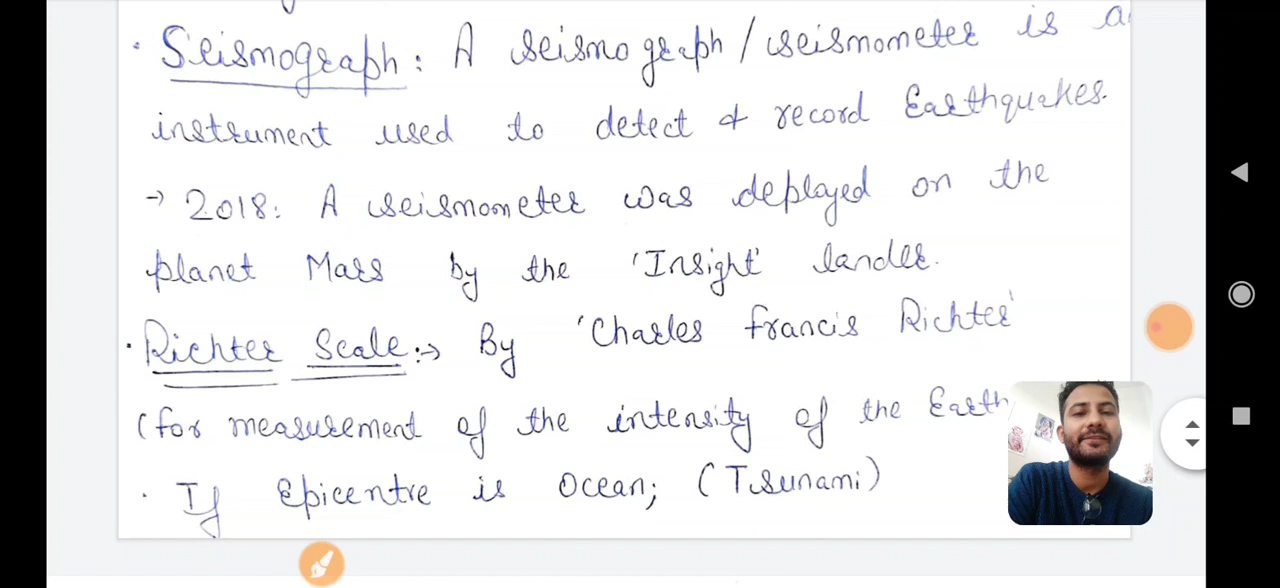 · Seismograph: A seismograph/seismometer is a
instrument used to detect & record Earthquakes.
→ 2018: A seismometer was deployed on the
planet Mars by the 'Insight' lander.
· Richter Scale:→ By 'Charles Francis Richter'
(for measurement of the intensity of the Earth
· If Epicentre is Ocean; (Tsunami)